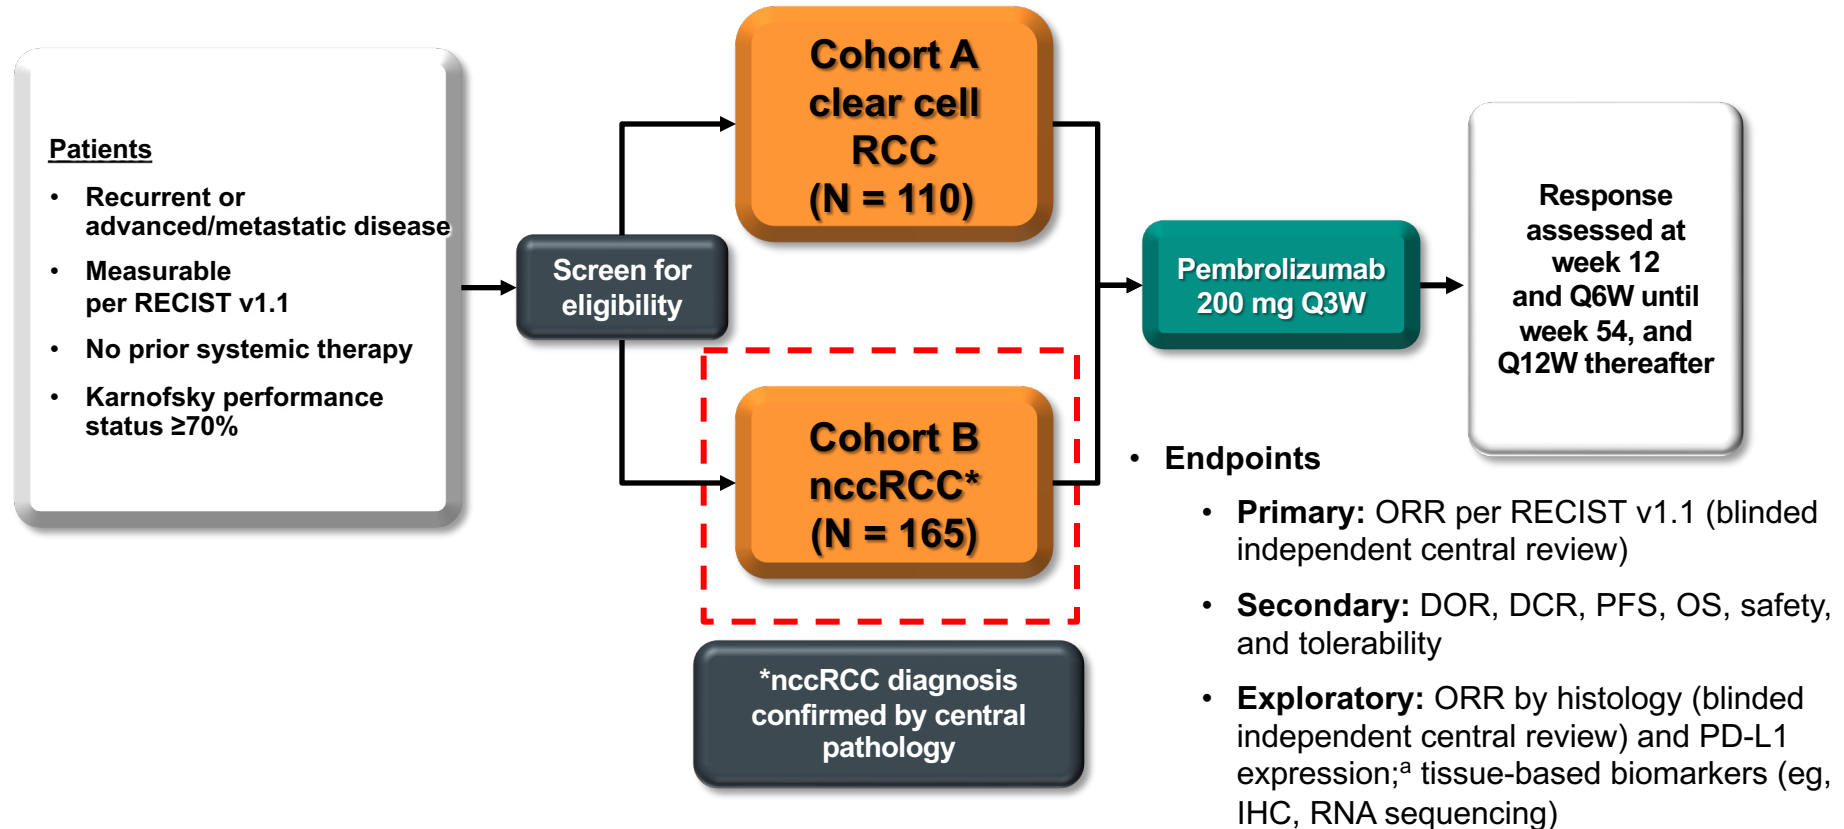 Patients
• Recurrent or
advanced/metastatic disease
• Measurable
per RECIST v1.1
• No prior systemic therapy
• Karnofsky performance
status ≥70%
Screen for
eligibility
Cohort A
clear cell
RCC
(N = 110)
Cohort B
nccRCC*
(N = 165)
*nccRCC diagnosis
confirmed by central
pathology
Pembrolizumab
200 mg Q3W
Response
assessed at
week 12
and Q6W until
week 54, and
Q12W thereafter
• Endpoints
• Primary: ORR per RECIST v1.1 (blinded
independent central review)
• Secondary: DOR, DCR, PFS, OS, safety,
and tolerability
• Exploratory: ORR by histology (blinded
independent central review) and PD-L1
expression;ᵃ tissue-based biomarkers (eg,
IHC, RNA sequencing)